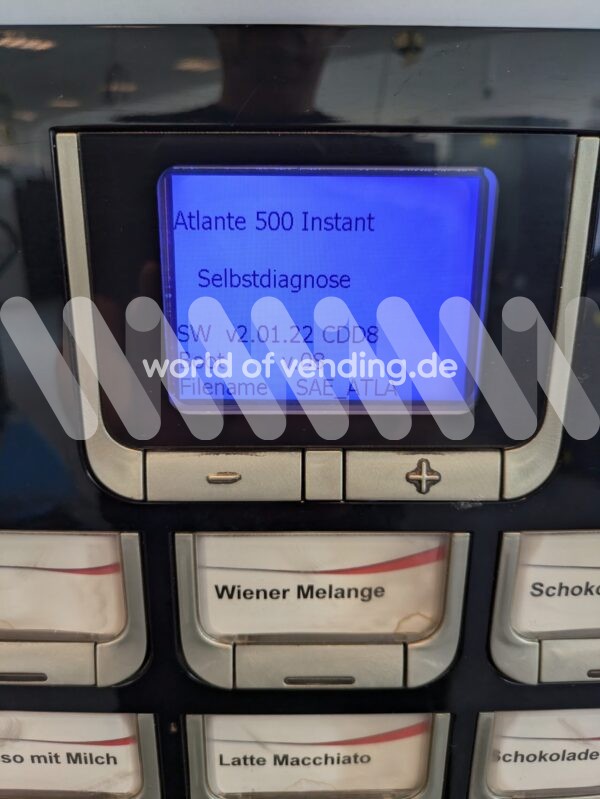 Atlante 500 Instant
Selbstdiagnose
SW v2.01.22 CDD8
world of vending.de
Filename SAE_ATLA
- +
Wiener Melange
Schoko
so mit Milch
Latte Macchiato
Schokolade